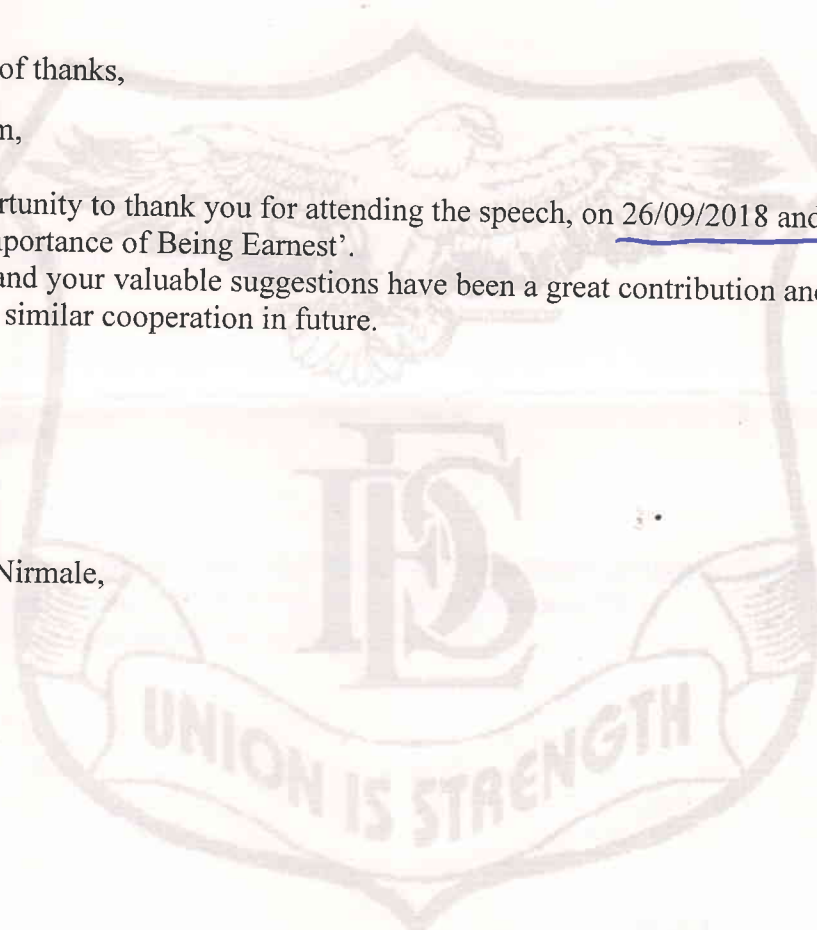 of thanks,
n,
rtunity to thank you for attending the speech, on 26/09/2018 and
portance of Being Earnest'.
and your valuable suggestions have been a great contribution and
similar cooperation in future.
Nirmale,
UNION IS STRENGTH